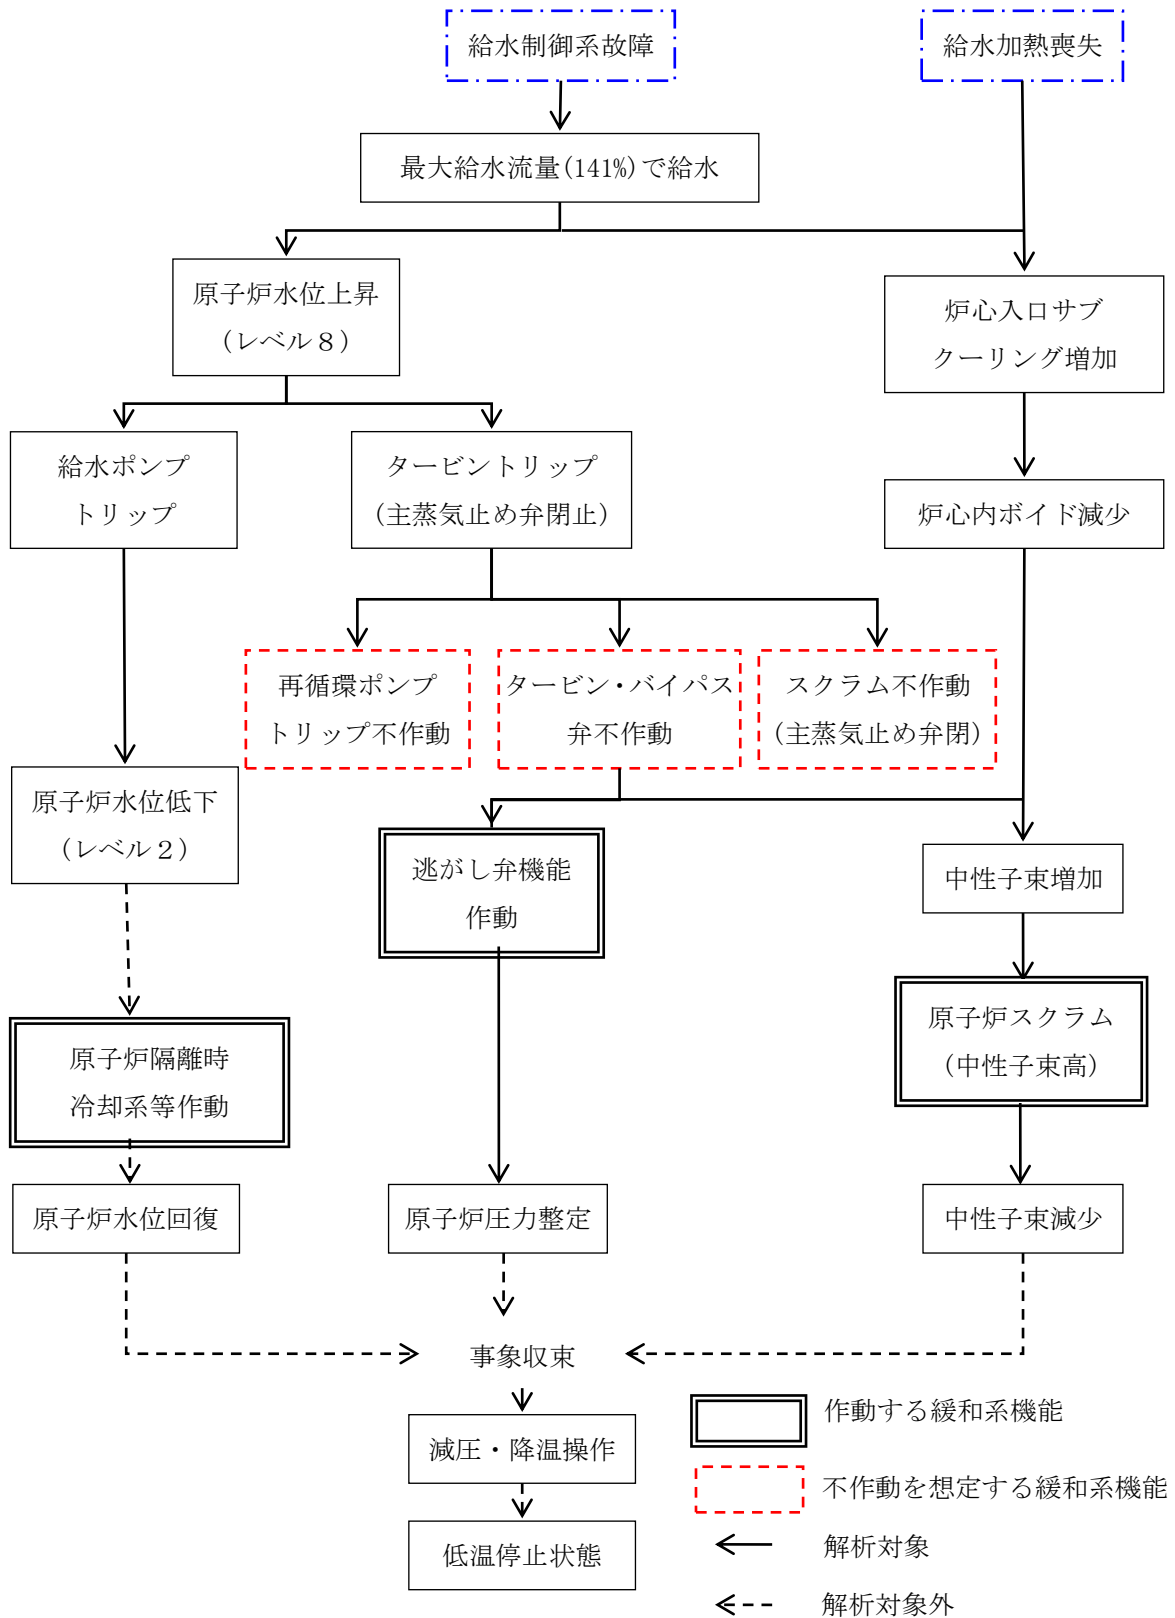 給水制御系故障
給水加熱喪失
最大給水流量(141%)で給水
原子炉水位上昇
(レベル８)
炉心入口サブ
クーリング増加
給水ポンプ
トリップ
タービントリップ
(主蒸気止め弁閉止)
炉心内ボイド減少
再循環ポンプ
トリップ不作動
タービン・バイパス
弁不作動
スクラム不作動
(主蒸気止め弁閉)
原子炉水位低下
(レベル２)
逃がし弁機能
作動
中性子束増加
原子炉隔離時
冷却系等作動
原子炉スクラム
(中性子束高)
原子炉水位回復
原子炉圧力整定
中性子束減少
事象収束
減圧・降温操作
低温停止状態
作動する緩和系機能
不作動を想定する緩和系機能
解析対象
解析対象外